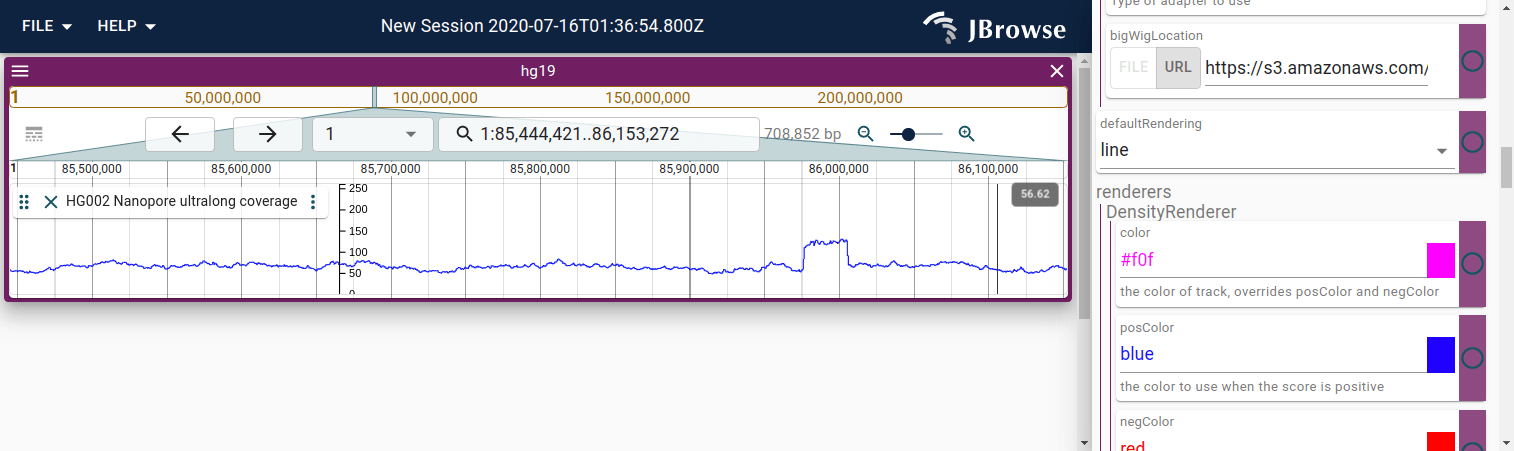 FILE HELP New Session 2020-07-16T01:36:54.800Z JBrowse
hg19
1 50,000,000 100,000,000 150,000,000 200,000,000
1 1:85,444,421..86,153,272 708,852 bp
1 85,500,000 85,600,000 85,700,000 85,800,000 85,900,000 86,000,000 86,100,000
HG002 Nanopore ultralong coverage
250
200
150
100
50
0
56.62
Type of adapter to use
bigWigLocation
FILE URL https://s3.amazonaws.com/
defaultRendering
line
renderers
DensityRenderer
color
#f0f
the color of track, overrides posColor and negColor
posColor
blue
the color to use when the score is positive
negColor
red